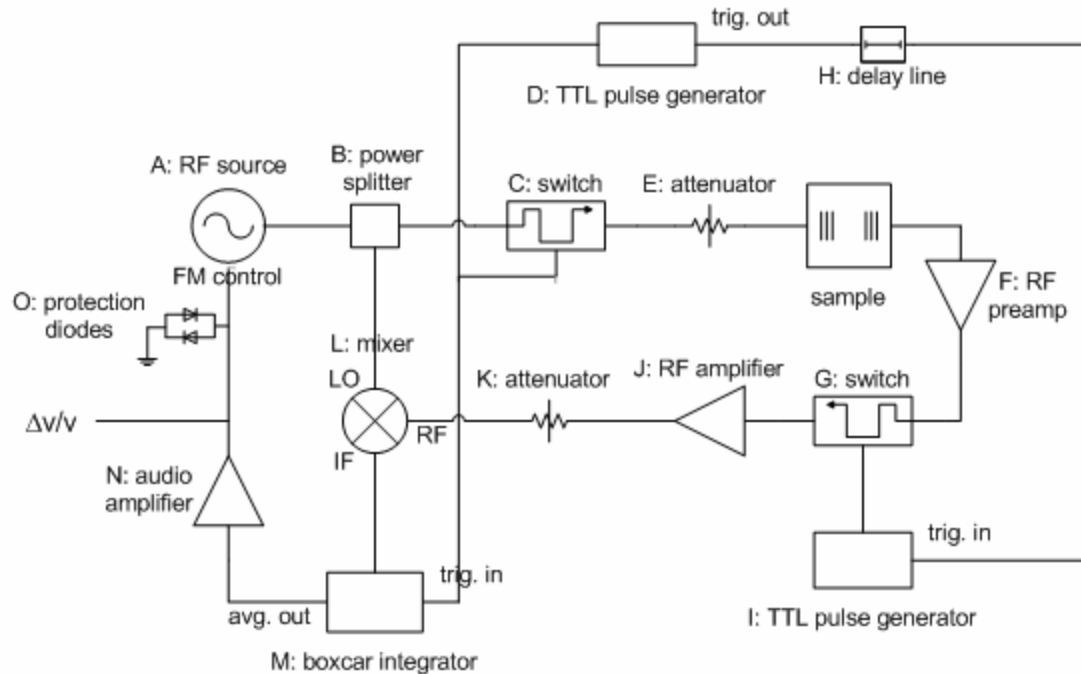 trig. out
H: delay line
D: TTL pulse generator
A: RF source
B: power
splitter
C: switch
E: attenuator
FM control
sample
F: RF
preamp
O: protection
diodes
L: mixer
LO
RF
IF
K: attenuator
J: RF amplifier
G: switch
Δv/v
N: audio
amplifier
trig. in
trig. in
avg. out
I: TTL pulse generator
M: boxcar integrator